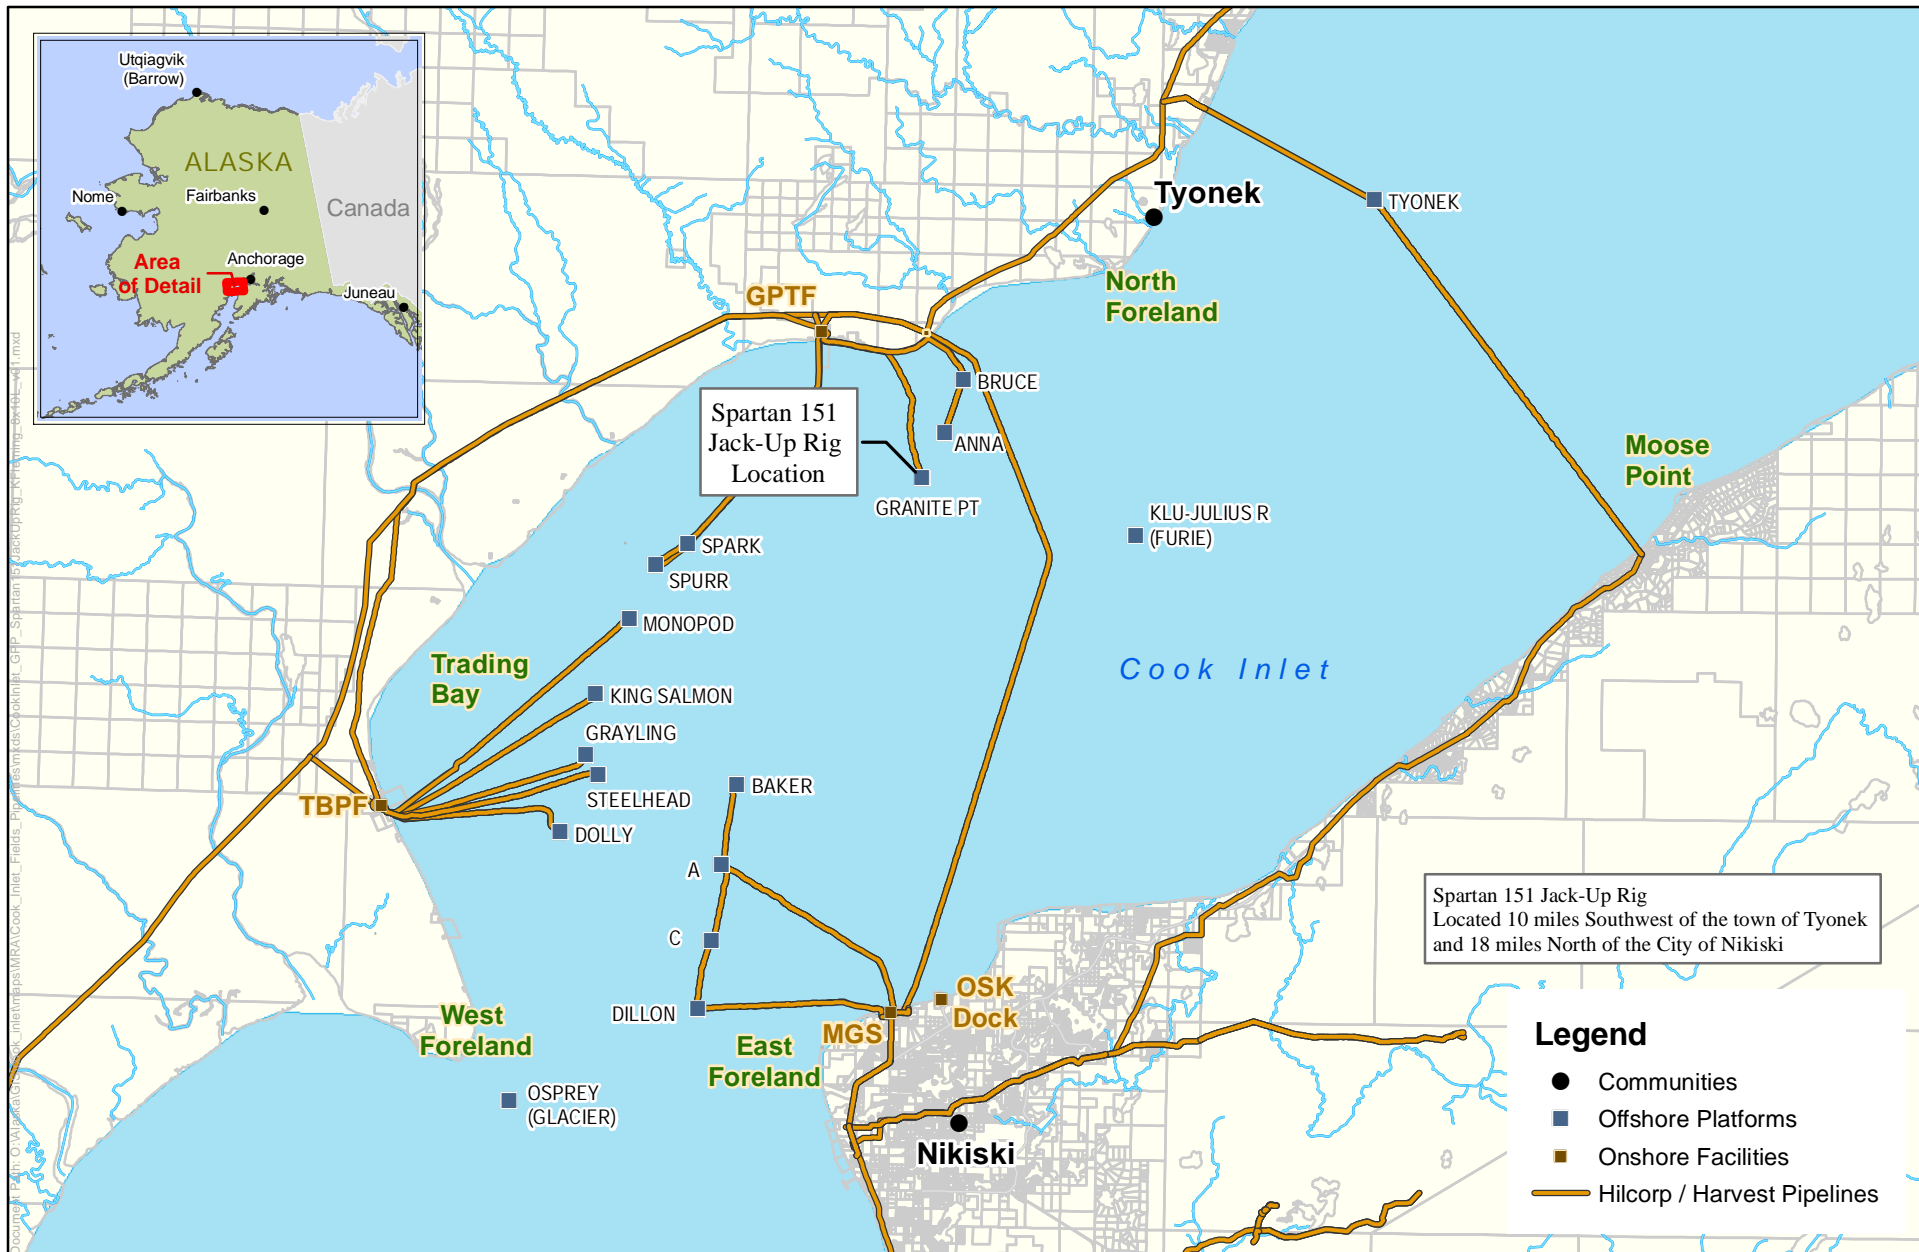 Utqiagvik
(Barrow)
ALASKA
Nome
Fairbanks
Canada
Area
of Detail
Anchorage
Juneau
Tyonek
TYONEK
North
Foreland
GPTF
BRUCE
ANNA
Spartan 151
Jack-Up Rig
Location
GRANITE PT
Moose
Point
KLU-JULIUS R
(FURIE)
SPARK
SPURR
MONOPOD
Trading
Bay
Cook Inlet
KING SALMON
GRAYLING
STEELHEAD
BAKER
TBPF
DOLLY
A
C
Spartan 151 Jack-Up Rig
Located 10 miles Southwest of the town of Tyonek
and 18 miles North of the City of Nikiski
OSK
Dock
DILLON
MGS
West
Foreland
East
Foreland
OSPREY
(GLACIER)
Nikiski
Legend
Communities
Offshore Platforms
Onshore Facilities
Hilcorp / Harvest Pipelines